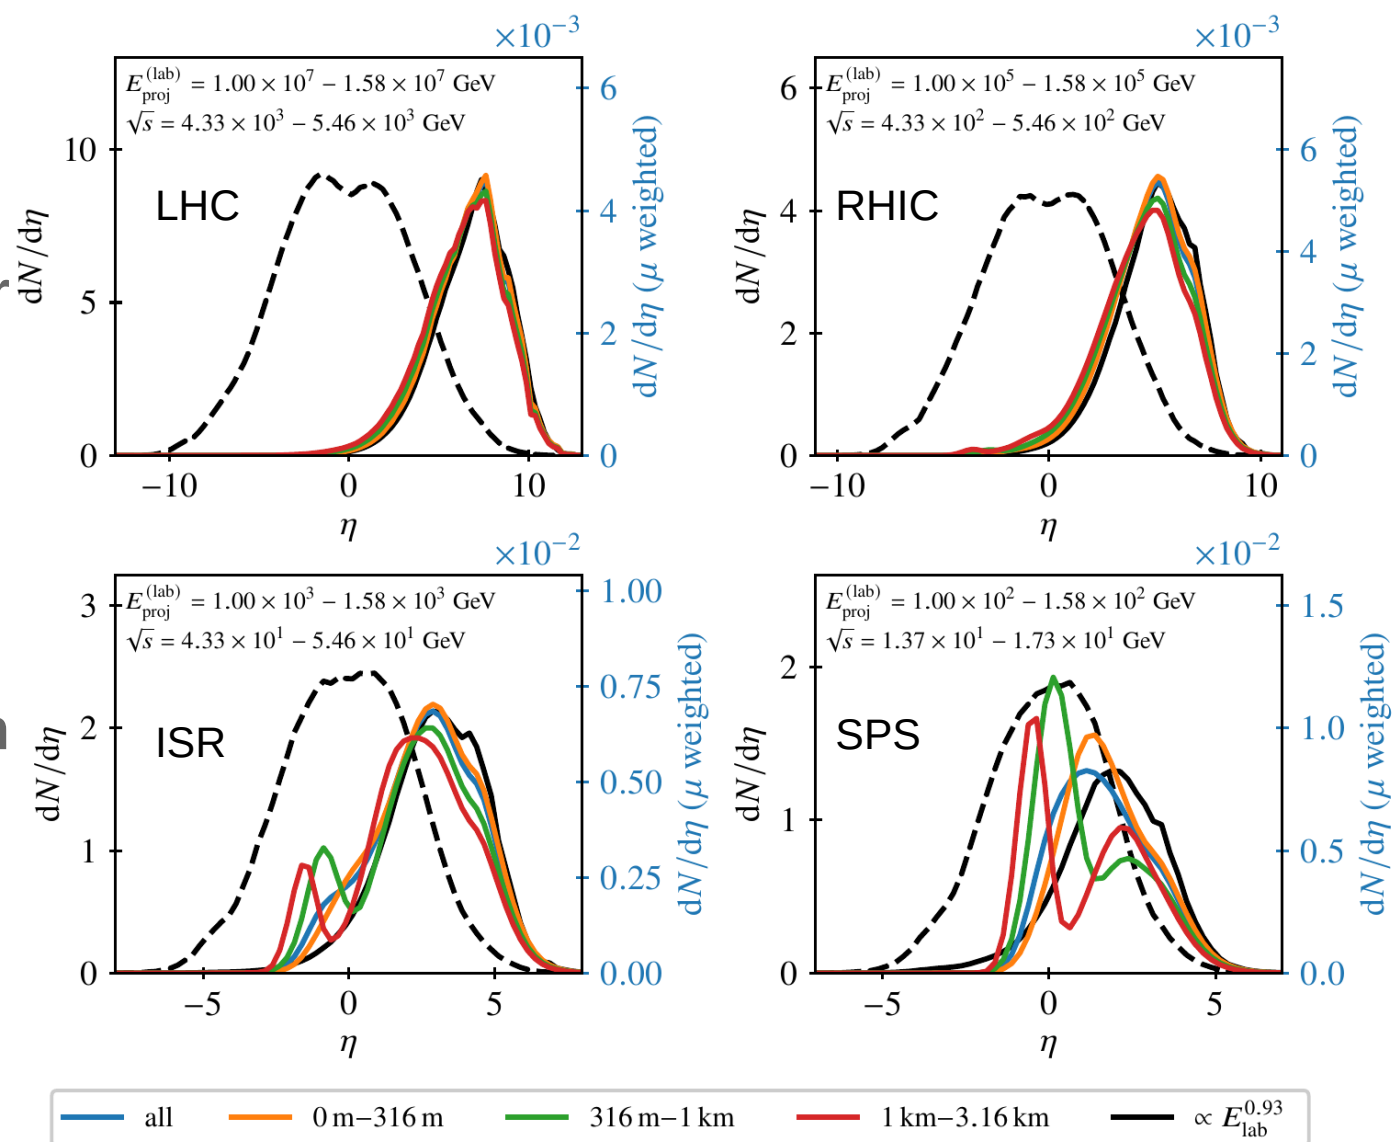 ×10⁻³
E_proj^(lab) = 1.00 × 10⁷ − 1.58 × 10⁷ GeV
√s = 4.33 × 10³ − 5.46 × 10³ GeV
LHC
dN/dη
10
5
0
−10 0 10
η
6
4
2
0
dN/dη (μ weighted)
×10⁻³
E_proj^(lab) = 1.00 × 10⁵ − 1.58 × 10⁵ GeV
√s = 4.33 × 10² − 5.46 × 10² GeV
RHIC
dN/dη
6
4
2
0
−10 0 10
η
6
4
2
0
dN/dη (μ weighted)
×10⁻²
E_proj^(lab) = 1.00 × 10³ − 1.58 × 10³ GeV
√s = 4.33 × 10¹ − 5.46 × 10¹ GeV
ISR
dN/dη
3
2
1
0
−5 0 5
η
1.00
0.75
0.50
0.25
0.00
dN/dη (μ weighted)
×10⁻²
E_proj^(lab) = 1.00 × 10² − 1.58 × 10² GeV
√s = 1.37 × 10¹ − 1.73 × 10¹ GeV
SPS
dN/dη
2
1
0
−5 0 5
η
1.5
1.0
0.5
0.0
dN/dη (μ weighted)
all 0 m−316 m 316 m−1 km 1 km−3.16 km ∝ E_lab^0.93